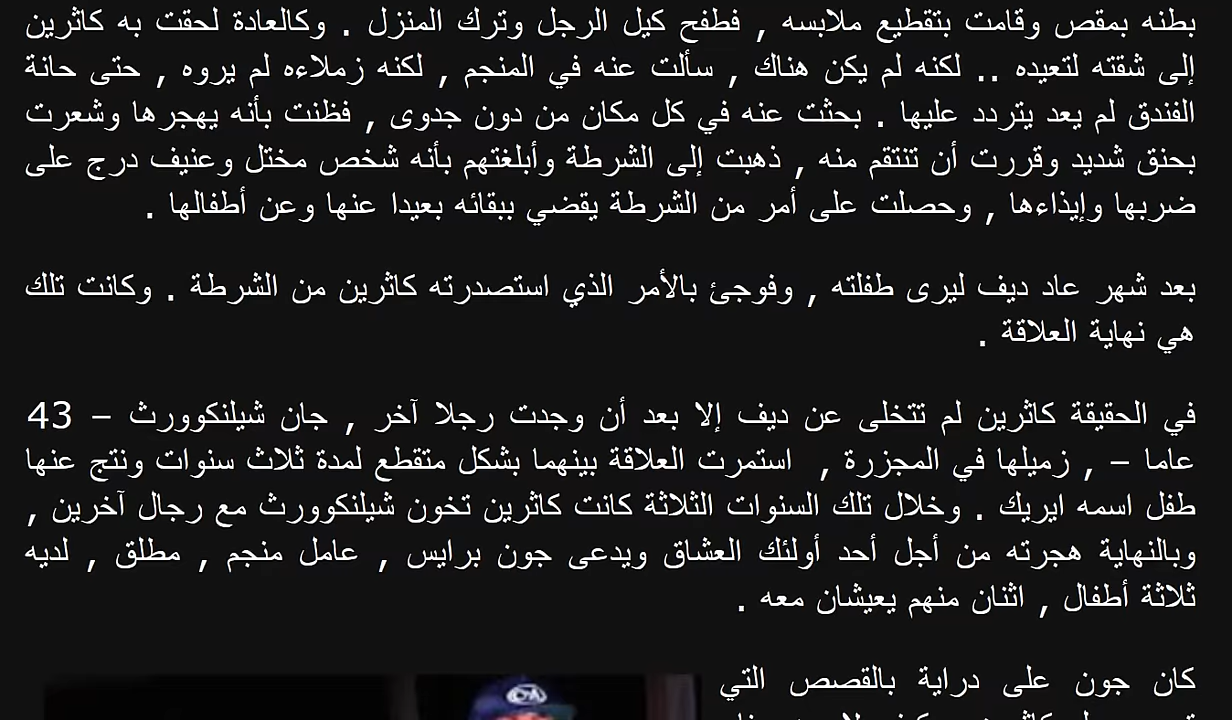 بطنه بمقص وقامت بتقطيع ملابسه , فطفح كيل الرجل وترك المنزل . وكالعادة لحقت به كاثرين
إلى شقته لتعيده .. لكنه لم يكن هناك , سألت عنه في المنجم , لكنه زملاءه لم يروه , حتى حانة
الفندق لم يعد يتردد عليها . بحثت عنه في كل مكان من دون جدوى , فظنت بأنه يهجرها وشعرت
بحنق شديد وقررت أن تنتقم منه , ذهبت إلى الشرطة وأبلغتهم بأنه شخص مختل وعنيف درج على
ضربها وإيذاءها , وحصلت على أمر من الشرطة يقضي ببقائه بعيدا عنها وعن أطفالها .
بعد شهر عاد ديف ليرى طفلته , وفوجئ بالأمر الذي استصدرته كاثرين من الشرطة . وكانت تلك
هي نهاية العلاقة .
في الحقيقة كاثرين لم تتخلى عن ديف إلا بعد أن وجدت رجلا آخر , جان شيلنكوورث – 43
عاما – , زميلها في المجزرة , استمرت العلاقة بينهما بشكل متقطع لمدة ثلاث سنوات ونتج عنها
طفل اسمه ايريك . وخلال تلك السنوات الثلاثة كانت كاثرين تخون شيلنكوورث مع رجال آخرين ,
وبالنهاية هجرته من أجل أحد أولئك العشاق ويدعى جون برايس , عامل منجم , مطلق , لديه
ثلاثة أطفال , اثنان منهم يعيشان معه .
كان جون على دراية بالقصص التي